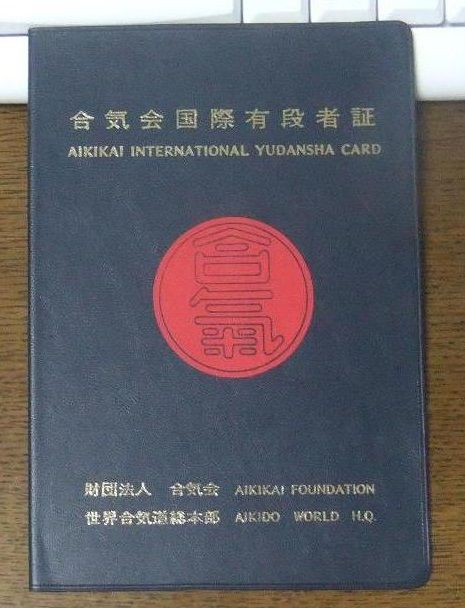 合気会国際有段者証
AIKIKAI INTERNATIONAL YUDANSHA CARD
合氣
財団法人 合気会 AIKIKAI FOUNDATION
世界合気道総本部 AIKIDO WORLD H.Q.